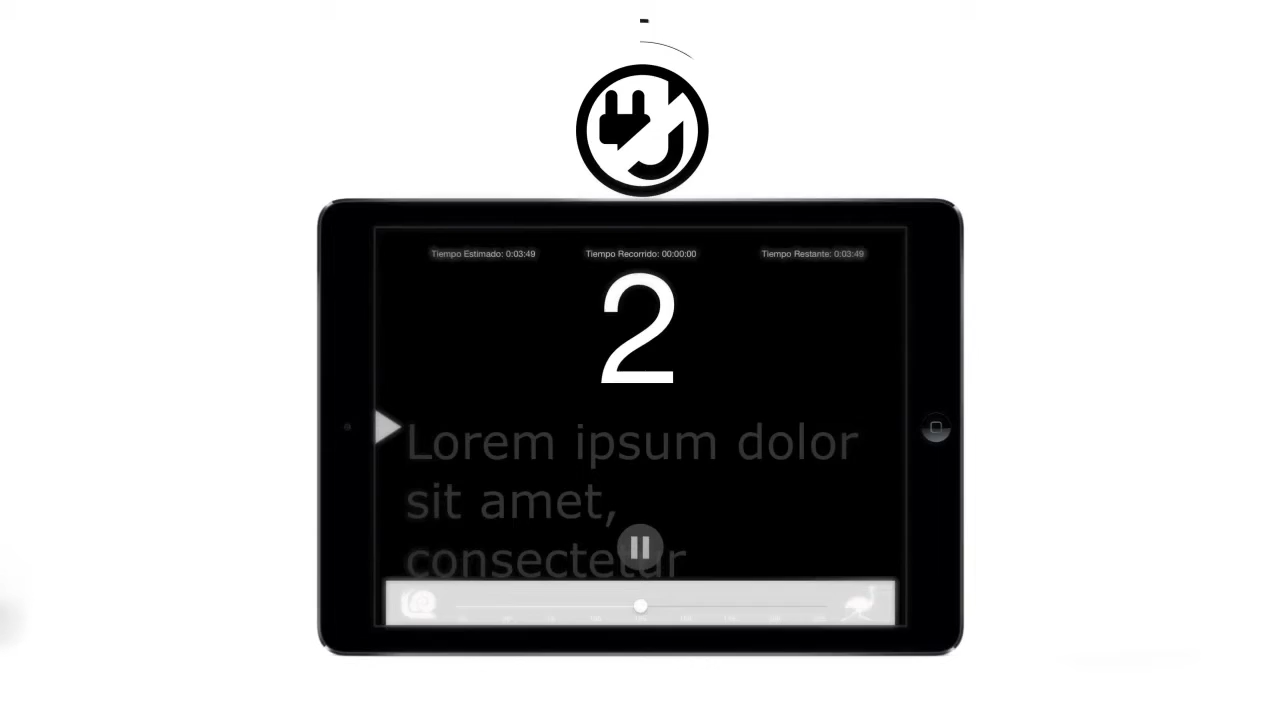 Tiempo Estimado: 0:03:49 Tiempo Recorrido: 00:00:00 Tiempo Restante: 0:03:49
2
Lorem ipsum dolor
sit amet,
consectetur